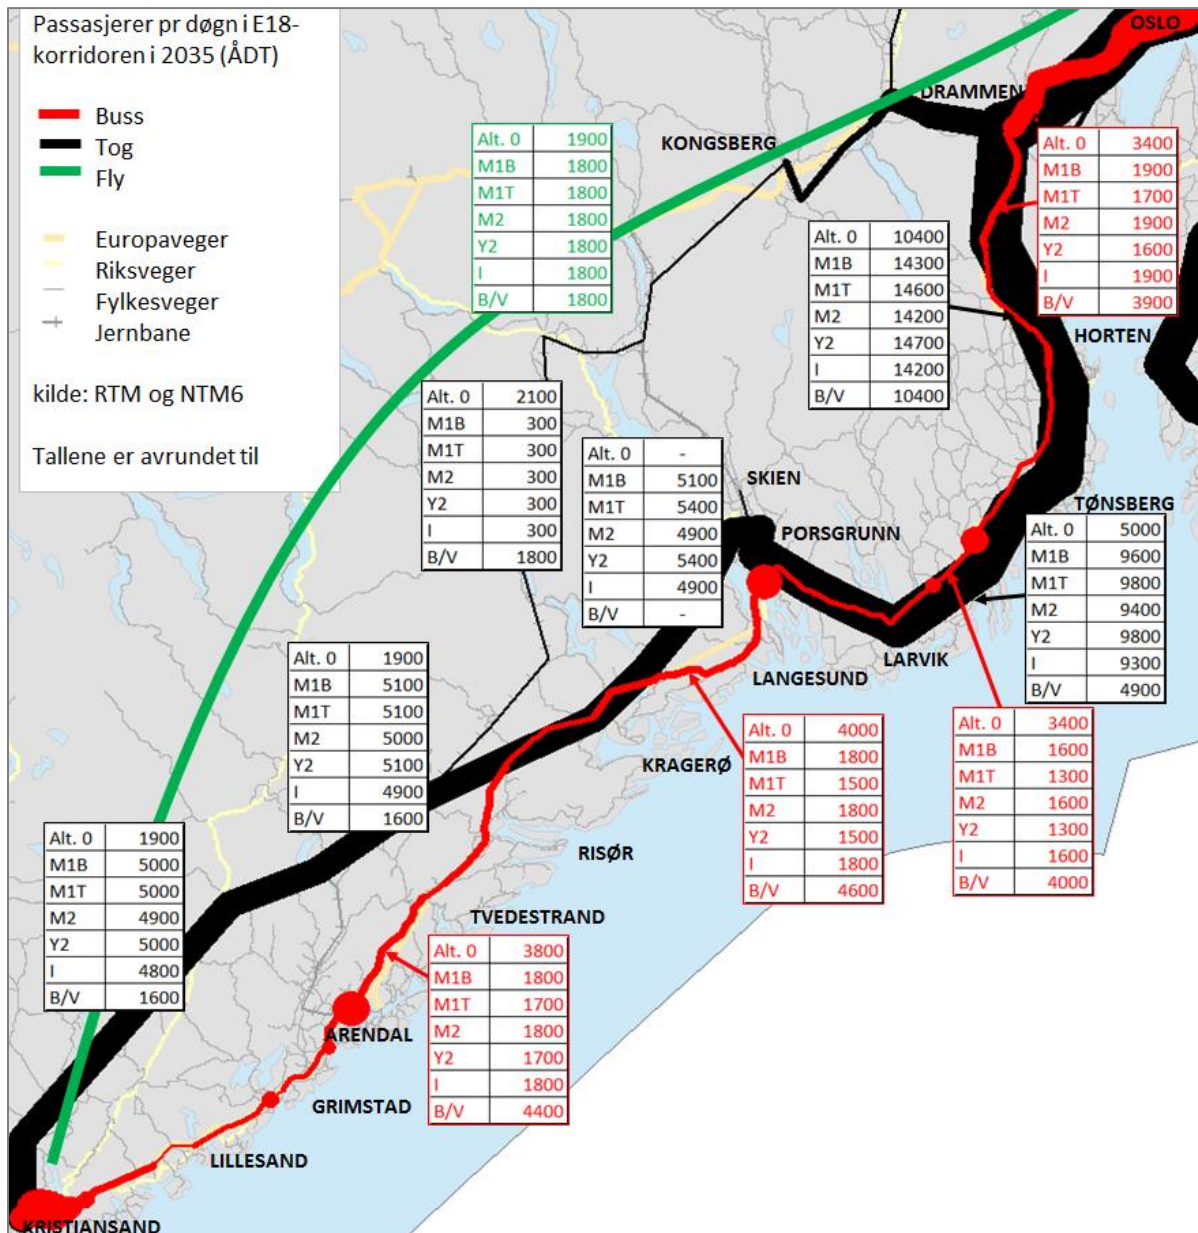 Passasjerer pr døgn i E18-
korridoren i 2035 (ÅDT)
Buss
Tog
Fly
Europaveger
Riksveger
Fylkesveger
Jernbane
kilde: RTM og NTM6
Tallene er avrundet til
OSLO
DRAMMEN
KONGSBERG
Alt. 0 1900
M1B 1800
M1T 1800
M2 1800
Y2 1800
I 1800
B/V 1800
Alt. 0 3400
M1B 1900
M1T 1700
M2 1900
Y2 1600
I 1900
B/V 3900
Alt. 0 10400
M1B 14300
M1T 14600
M2 14200
Y2 14700
I 14200
B/V 10400
HORTEN
Alt. 0 2100
M1B 300
M1T 300
M2 300
Y2 300
I 300
B/V 1800
Alt. 0 -
M1B 5100
M1T 5400
M2 4900
Y2 5400
I 4900
B/V -
SKIEN
PORSGRUNN
TØNSBERG
Alt. 0 5000
M1B 9600
M1T 9800
M2 9400
Y2 9800
I 9300
B/V 4900
LARVIK
LANGESUND
Alt. 0 1900
M1B 5100
M1T 5100
M2 5000
Y2 5100
I 4900
B/V 1600
KRAGERØ
Alt. 0 4000
M1B 1800
M1T 1500
M2 1800
Y2 1500
I 1800
B/V 4600
Alt. 0 3400
M1B 1600
M1T 1300
M2 1600
Y2 1300
I 1600
B/V 4000
Alt. 0 1900
M1B 5000
M1T 5000
M2 4900
Y2 5000
I 4800
B/V 1600
RISØR
TVEDESTRAND
Alt. 0 3800
M1B 1800
M1T 1700
M2 1800
Y2 1700
I 1800
B/V 4400
ARENDAL
GRIMSTAD
LILLESAND
KRISTIANSAND